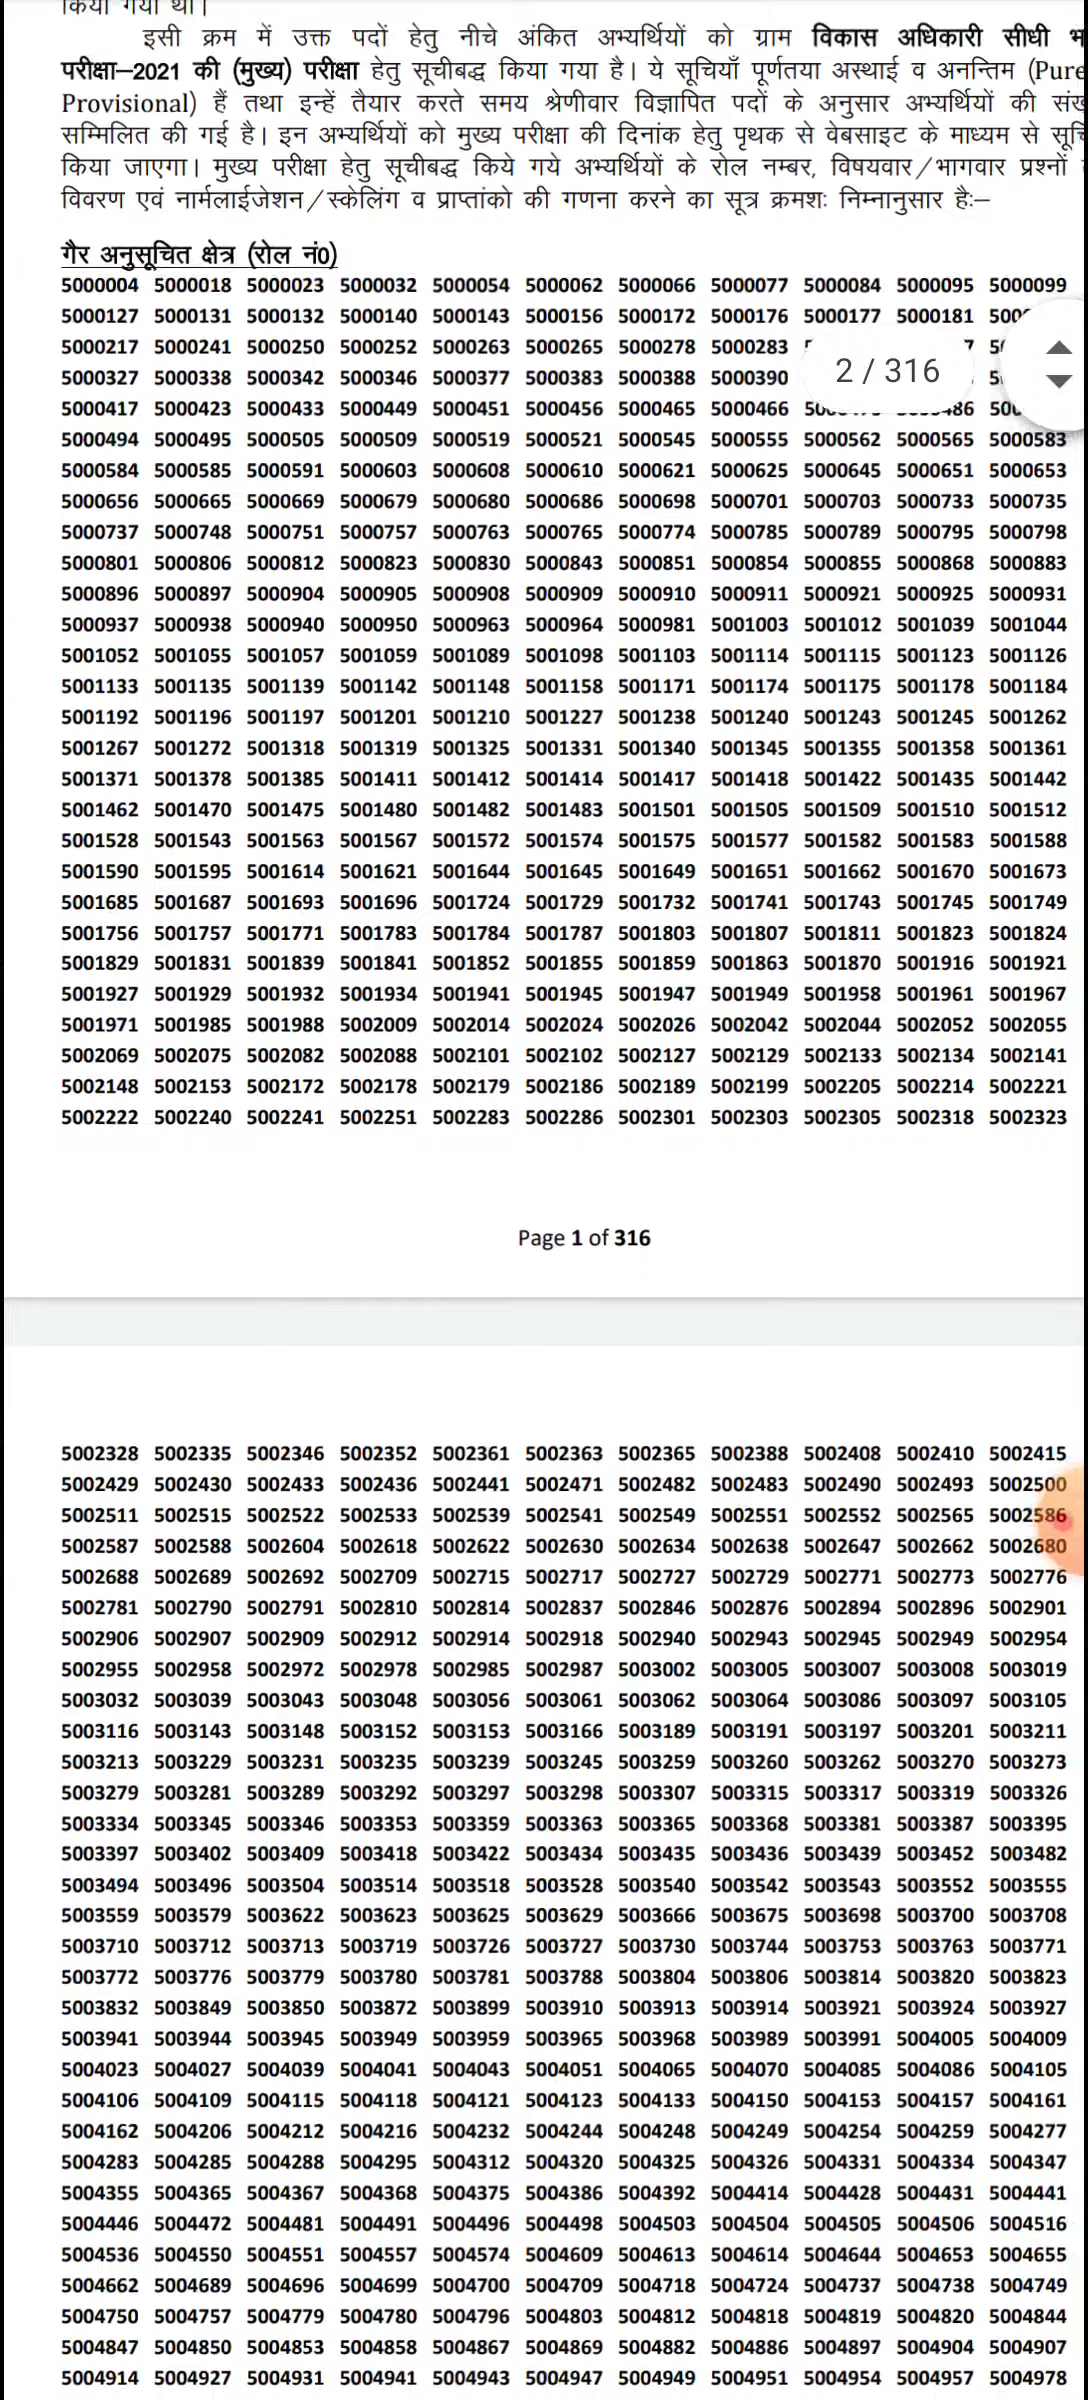 किया गया था।
इसी क्रम में उक्त पदों हेतु नीचे अंकित अभ्यर्थियों को ग्राम विकास अधिकारी सीधी
परीक्षा–2021 की (मुख्य) परीक्षा हेतु सूचीबद्ध किया गया है। ये सूचियाँ पूर्णतया अस्थाई व अनन्तिम (Pure
Provisional) हैं तथा इन्हें तैयार करते समय श्रेणीवार विज्ञापित पदों के अनुसार अभ्यर्थियों की
सम्मिलित की गई है। इन अभ्यर्थियों को मुख्य परीक्षा की दिनांक हेतु पृथक से वेबसाइट के माध्यम से
किया जाएगा। मुख्य परीक्षा हेतु सूचीबद्ध किये गये अभ्यर्थियों के रोल नम्बर, विषयवार/भागवार प्रश्नों
विवरण एवं नार्मलाईजेशन/स्केलिंग व प्राप्तांको की गणना करने का सूत्र क्रमशः निम्नानुसार हैः–
गैर अनुसूचित क्षेत्र (रोल नं0)
5000004 5000018 5000023 5000032 5000054 5000062 5000066 5000077 5000084 5000095 5000099
5000127 5000131 5000132 5000140 5000143 5000156 5000172 5000176 5000177 5000181
5000217 5000241 5000250 5000252 5000263 5000265 5000278 5000283
2 / 316
5000327 5000338 5000342 5000346 5000377 5000383 5000388 5000390
5000417 5000423 5000433 5000449 5000451 5000456 5000465 5000466
5000494 5000495 5000505 5000509 5000519 5000521 5000545 5000555 5000562 5000565 5000583
5000584 5000585 5000591 5000603 5000608 5000610 5000621 5000625 5000645 5000651 5000653
5000656 5000665 5000669 5000679 5000680 5000686 5000698 5000701 5000703 5000733 5000735
5000737 5000748 5000751 5000757 5000763 5000765 5000774 5000785 5000789 5000795 5000798
5000801 5000806 5000812 5000823 5000830 5000843 5000851 5000854 5000855 5000868 5000883
5000896 5000897 5000904 5000905 5000908 5000909 5000910 5000911 5000921 5000925 5000931
5000937 5000938 5000940 5000950 5000963 5000964 5000981 5001003 5001012 5001039 5001044
5001052 5001055 5001057 5001059 5001089 5001098 5001103 5001114 5001115 5001123 5001126
5001133 5001135 5001139 5001142 5001148 5001158 5001171 5001174 5001175 5001178 5001184
5001192 5001196 5001197 5001201 5001210 5001227 5001238 5001240 5001243 5001245 5001262
5001267 5001272 5001318 5001319 5001325 5001331 5001340 5001345 5001355 5001358 5001361
5001371 5001378 5001385 5001411 5001412 5001414 5001417 5001418 5001422 5001435 5001442
5001462 5001470 5001475 5001480 5001482 5001483 5001501 5001505 5001509 5001510 5001512
5001528 5001543 5001563 5001567 5001572 5001574 5001575 5001577 5001582 5001583 5001588
5001590 5001595 5001614 5001621 5001644 5001645 5001649 5001651 5001662 5001670 5001673
5001685 5001687 5001693 5001696 5001724 5001729 5001732 5001741 5001743 5001745 5001749
5001756 5001757 5001771 5001783 5001784 5001787 5001803 5001807 5001811 5001823 5001824
5001829 5001831 5001839 5001841 5001852 5001855 5001859 5001863 5001870 5001916 5001921
5001927 5001929 5001932 5001934 5001941 5001945 5001947 5001949 5001958 5001961 5001967
5001971 5001985 5001988 5002009 5002014 5002024 5002026 5002042 5002044 5002052 5002055
5002069 5002075 5002082 5002088 5002101 5002102 5002127 5002129 5002133 5002134 5002141
5002148 5002153 5002172 5002178 5002179 5002186 5002189 5002199 5002205 5002214 5002221
5002222 5002240 5002241 5002251 5002283 5002286 5002301 5002303 5002305 5002318 5002323
Page 1 of 316
5002328 5002335 5002346 5002352 5002361 5002363 5002365 5002388 5002408 5002410 5002415
5002429 5002430 5002433 5002436 5002441 5002471 5002482 5002483 5002490 5002493 5002500
5002511 5002515 5002522 5002533 5002539 5002541 5002549 5002551 5002552 5002565 5002586
5002587 5002588 5002604 5002618 5002622 5002630 5002634 5002638 5002647 5002662 5002680
5002688 5002689 5002692 5002709 5002715 5002717 5002727 5002729 5002771 5002773 5002776
5002781 5002790 5002791 5002810 5002814 5002837 5002846 5002876 5002894 5002896 5002901
5002906 5002907 5002909 5002912 5002914 5002918 5002940 5002943 5002945 5002949 5002954
5002955 5002958 5002972 5002978 5002985 5002987 5003002 5003005 5003007 5003008 5003019
5003032 5003039 5003043 5003048 5003056 5003061 5003062 5003064 5003086 5003097 5003105
5003116 5003143 5003148 5003152 5003153 5003166 5003189 5003191 5003197 5003201 5003211
5003213 5003229 5003231 5003235 5003239 5003245 5003259 5003260 5003262 5003270 5003273
5003279 5003281 5003289 5003292 5003297 5003298 5003307 5003315 5003317 5003319 5003326
5003334 5003345 5003346 5003353 5003359 5003363 5003365 5003368 5003381 5003387 5003395
5003397 5003402 5003409 5003418 5003422 5003434 5003435 5003436 5003439 5003452 5003482
5003494 5003496 5003504 5003514 5003518 5003528 5003540 5003542 5003543 5003552 5003555
5003559 5003579 5003622 5003623 5003625 5003629 5003666 5003675 5003698 5003700 5003708
5003710 5003712 5003713 5003719 5003726 5003727 5003730 5003744 5003753 5003763 5003771
5003772 5003776 5003779 5003780 5003781 5003788 5003804 5003806 5003814 5003820 5003823
5003832 5003849 5003850 5003872 5003899 5003910 5003913 5003914 5003921 5003924 5003927
5003941 5003944 5003945 5003949 5003959 5003965 5003968 5003989 5003991 5004005 5004009
5004023 5004027 5004039 5004041 5004043 5004051 5004065 5004070 5004085 5004086 5004105
5004106 5004109 5004115 5004118 5004121 5004123 5004133 5004150 5004153 5004157 5004161
5004162 5004206 5004212 5004216 5004232 5004244 5004248 5004249 5004254 5004259 5004277
5004283 5004285 5004288 5004295 5004312 5004320 5004325 5004326 5004331 5004334 5004347
5004355 5004365 5004367 5004368 5004375 5004386 5004392 5004414 5004428 5004431 5004441
5004446 5004472 5004481 5004491 5004496 5004498 5004503 5004504 5004505 5004506 5004516
5004536 5004550 5004551 5004557 5004574 5004609 5004613 5004614 5004644 5004653 5004655
5004662 5004689 5004696 5004699 5004700 5004709 5004718 5004724 5004737 5004738 5004749
5004750 5004757 5004779 5004780 5004796 5004803 5004812 5004818 5004819 5004820 5004844
5004847 5004850 5004853 5004858 5004867 5004869 5004882 5004886 5004897 5004904 5004907
5004914 5004927 5004931 5004941 5004943 5004947 5004949 5004951 5004954 5004957 5004978